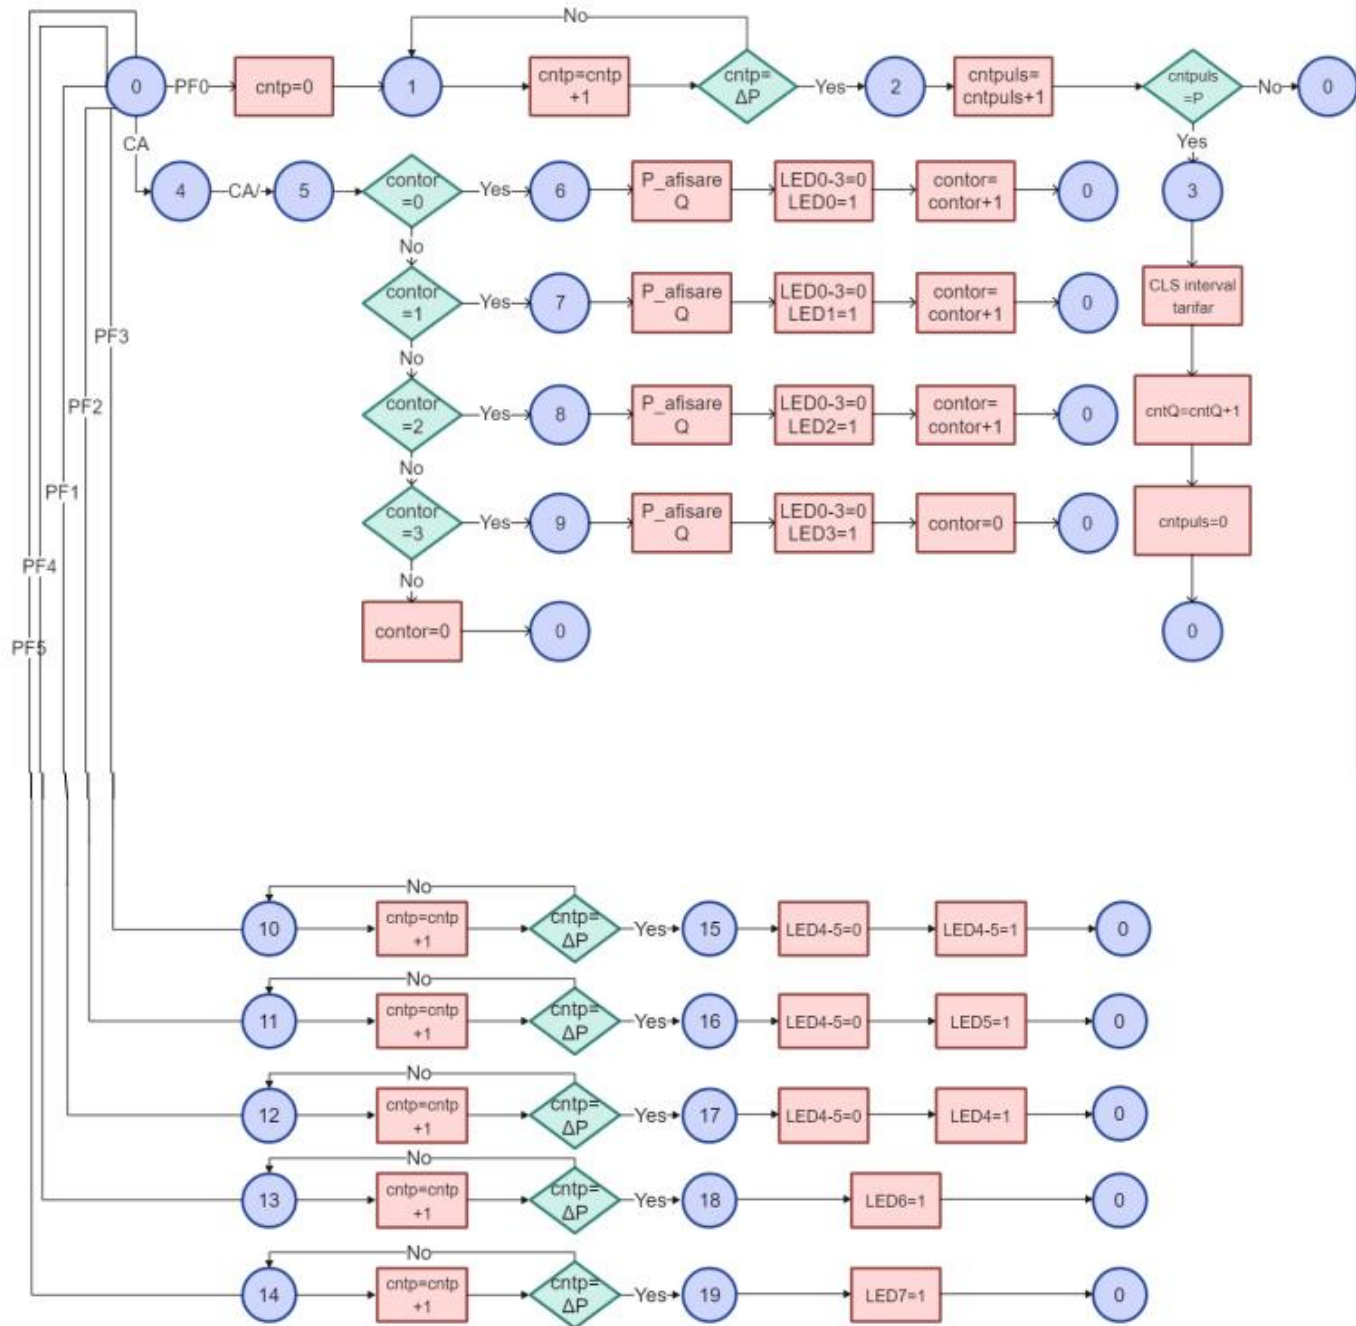 No
0
PF0
cntp=0
1
cntp=cntp
+1
cntp=
ΔP
Yes
2
cntpuls=
cntpuls+1
cntpuls
=P
No
0
CA
Yes
4
CA/
5
contor
=0
Yes
6
P_afisare
Q
LED0-3=0
LED0=1
contor=
contor+1
0
3
No
contor
=1
Yes
7
P_afisare
Q
LED0-3=0
LED1=1
contor=
contor+1
0
CLS interval
tarifar
PF3
No
contor
=2
Yes
8
P_afisare
Q
LED0-3=0
LED2=1
contor=
contor+1
0
cntQ=cntQ+1
PF2
No
PF1
contor
=3
Yes
9
P_afisare
Q
LED0-3=0
LED3=1
contor=0
0
cntpuls=0
PF4
No
contor=0
0
0
PF5
No
10
cntp=cntp
+1
cntp=
ΔP
Yes
15
LED4-5=0
LED4-5=1
0
No
11
cntp=cntp
+1
cntp=
ΔP
Yes
16
LED4-5=0
LED5=1
0
No
12
cntp=cntp
+1
cntp=
ΔP
Yes
17
LED4-5=0
LED4=1
0
No
13
cntp=cntp
+1
cntp=
ΔP
Yes
18
LED6=1
0
No
14
cntp=cntp
+1
cntp=
ΔP
Yes
19
LED7=1
0